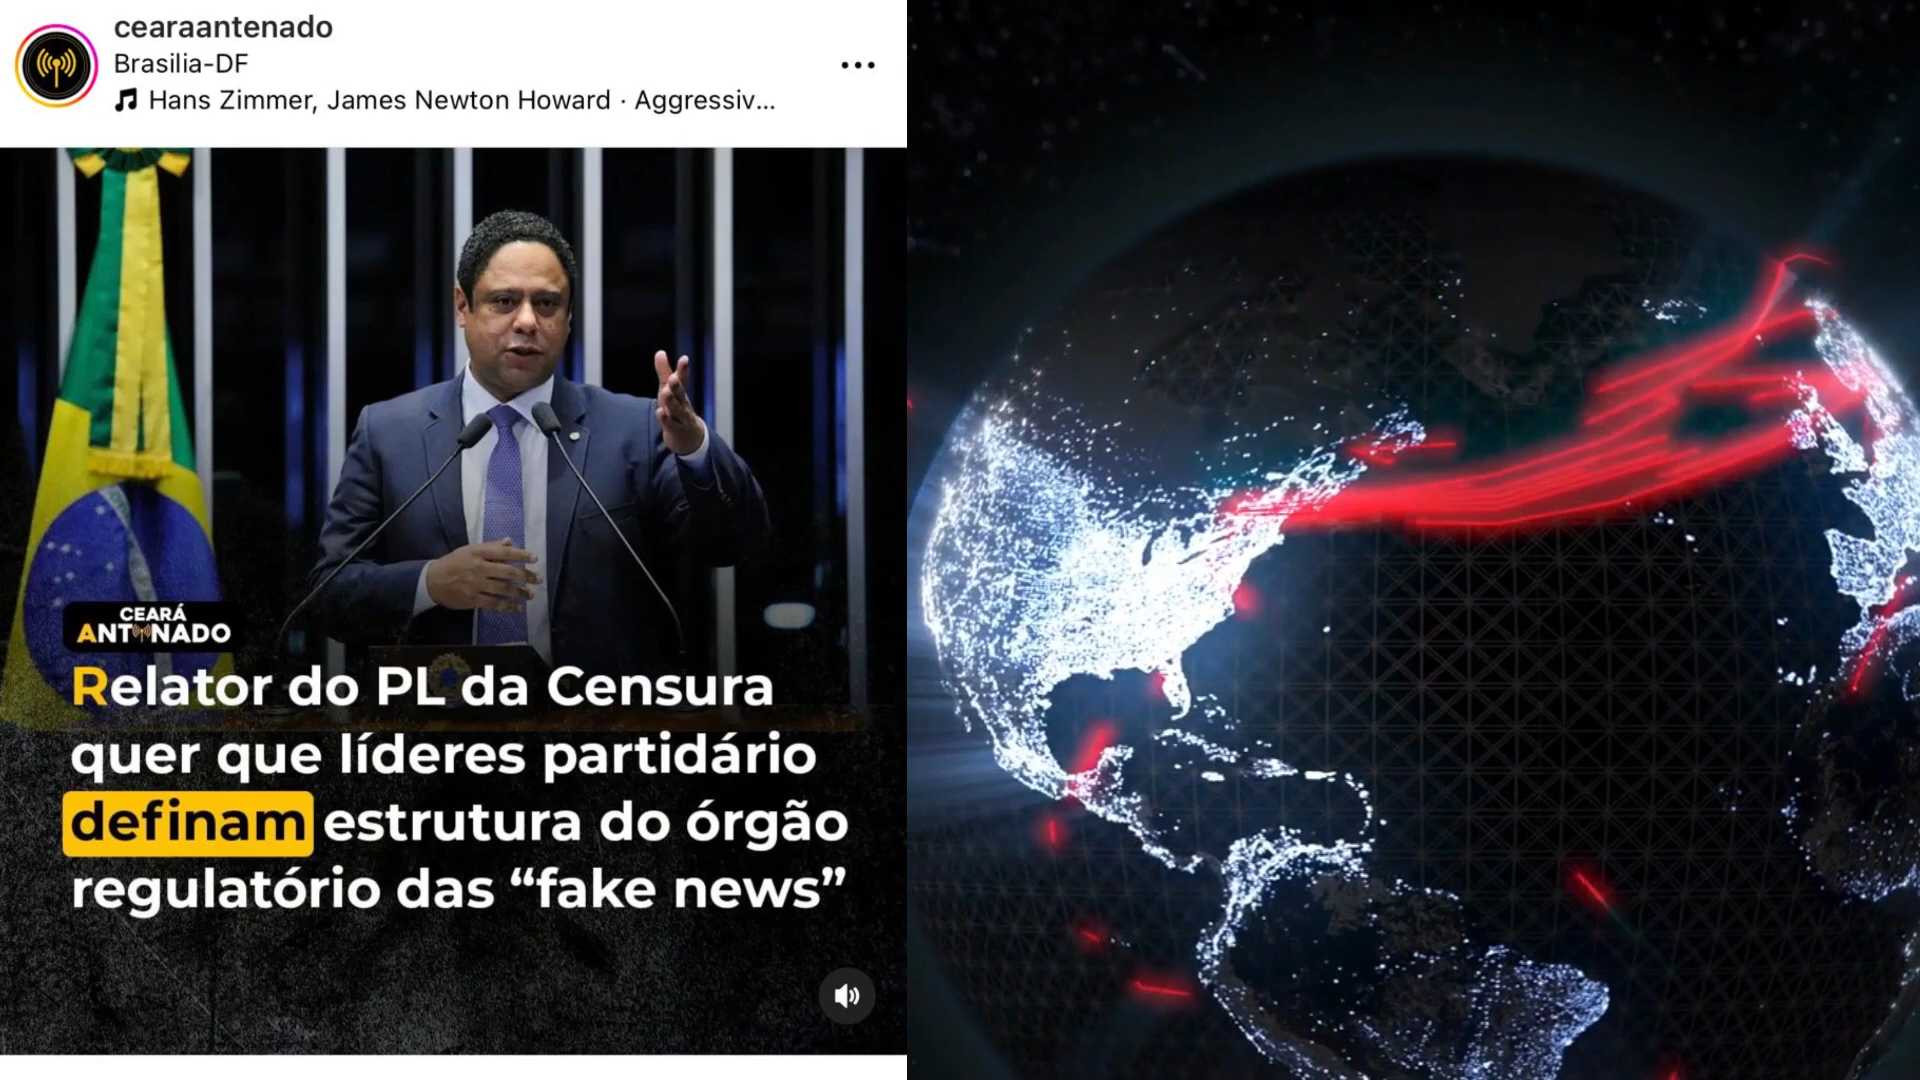 cearaantenado
Brasilia-DF
Hans Zimmer, James Newton Howard · Aggressiv...
CEARÁ
ANTENADO
Relator do PL da Censura
quer que líderes partidário
definam estrutura do órgão
regulatório das “fake news”